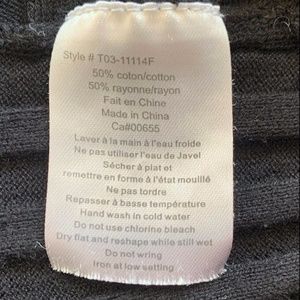 Style # T03-11114F
50% coton/cotton
50% rayonne/rayon
Fait en Chine
Made in China
Ca#00655
Laver à la main à l'eau froide
Ne pas utiliser l'eau de Javel
Sécher à plat et
remettre en forme à l'état mouillé
Ne pas tordre
Repasser à basse température
Hand wash in cold water
Do not use chlorine bleach
Dry flat and reshape while still wet
Do not wring
Iron at low setting